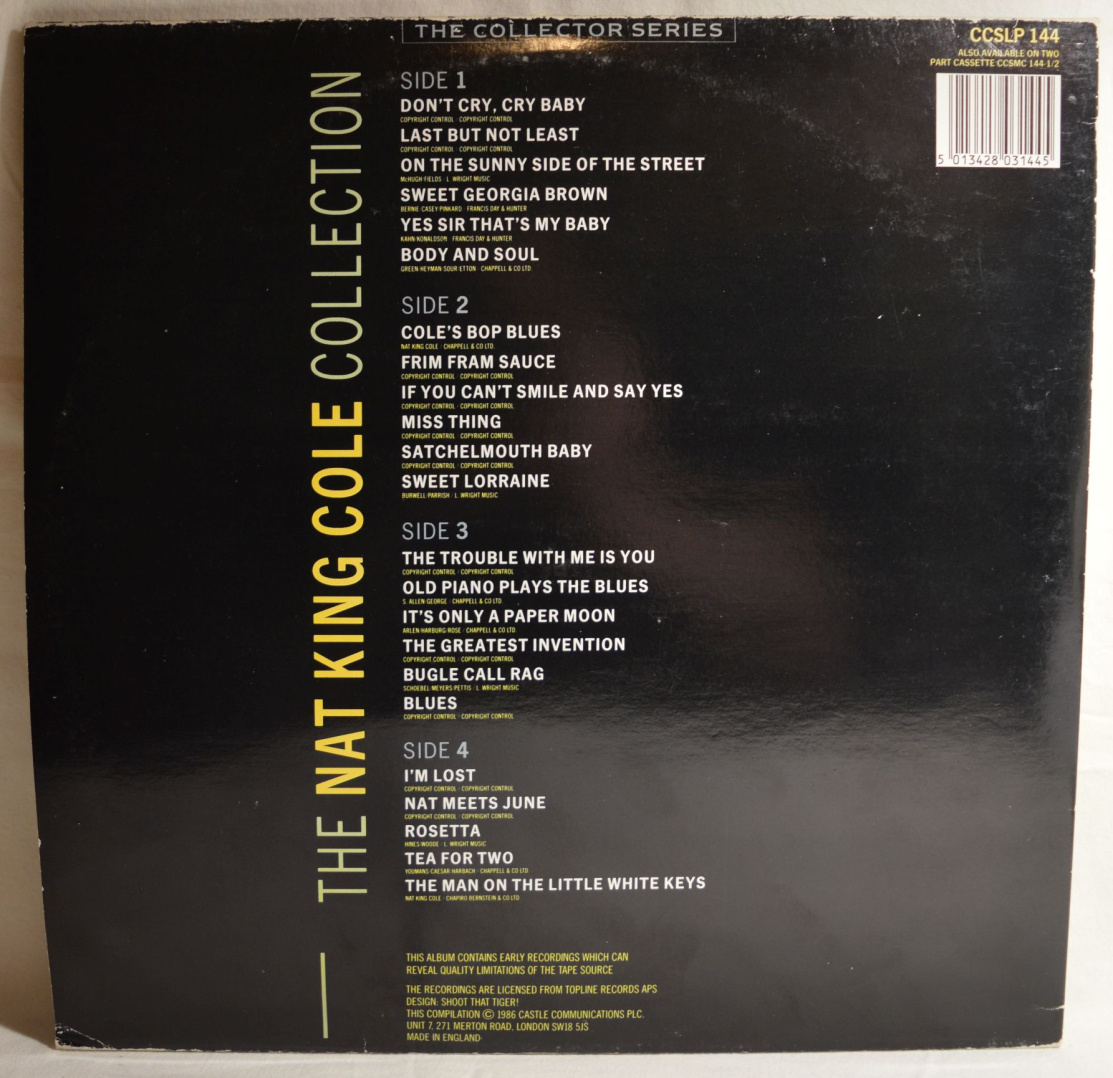 THE COLLECTOR SERIES
CCSLP 144
ALSO AVAILABLE ON TWO
PART CASSETTE CCSMC 144-1/2
5 013428 031445
THE NAT KING COLE COLLECTION
SIDE 1
DON'T CRY, CRY BABY
COPYRIGHT CONTROL · COPYRIGHT CONTROL
LAST BUT NOT LEAST
COPYRIGHT CONTROL · COPYRIGHT CONTROL
ON THE SUNNY SIDE OF THE STREET
McHUGH·FIELDS · L. WRIGHT MUSIC
SWEET GEORGIA BROWN
BERNIE·CASEY·PINKARD · FRANCIS DAY & HUNTER
YES SIR THAT'S MY BABY
KAHN·KONALDSON · FRANCIS DAY & HUNTER
BODY AND SOUL
GREEN·HEYMAN·SOUR·ETTON · CHAPPELL & CO LTD.
SIDE 2
COLE'S BOP BLUES
NAT KING COLE · CHAPPELL & CO LTD.
FRIM FRAM SAUCE
COPYRIGHT CONTROL · COPYRIGHT CONTROL
IF YOU CAN'T SMILE AND SAY YES
COPYRIGHT CONTROL · COPYRIGHT CONTROL
MISS THING
COPYRIGHT CONTROL · COPYRIGHT CONTROL
SATCHELMOUTH BABY
COPYRIGHT CONTROL · COPYRIGHT CONTROL
SWEET LORRAINE
BURWELL·PARRISH · L. WRIGHT MUSIC
SIDE 3
THE TROUBLE WITH ME IS YOU
COPYRIGHT CONTROL · COPYRIGHT CONTROL
OLD PIANO PLAYS THE BLUES
S. ALLEN·GEORGE · CHAPPELL & CO LTD.
IT'S ONLY A PAPER MOON
ARLEN·HARBURG·ROSE · CHAPPELL & CO LTD.
THE GREATEST INVENTION
COPYRIGHT CONTROL · COPYRIGHT CONTROL
BUGLE CALL RAG
SCHOEBEL·MEYERS·PETTIS · L. WRIGHT MUSIC
BLUES
COPYRIGHT CONTROL · COPYRIGHT CONTROL
SIDE 4
I'M LOST
COPYRIGHT CONTROL · COPYRIGHT CONTROL
NAT MEETS JUNE
COPYRIGHT CONTROL · COPYRIGHT CONTROL
ROSETTA
HINES·WOODE · L. WRIGHT MUSIC
TEA FOR TWO
YOUMANS·CAESAR·HARBACH · CHAPPELL & CO LTD.
THE MAN ON THE LITTLE WHITE KEYS
NAT KING COLE · CHAPIRO BERNSTEIN & CO LTD
THIS ALBUM CONTAINS EARLY RECORDINGS WHICH CAN
REVEAL QUALITY LIMITATIONS OF THE TAPE SOURCE
THE RECORDINGS ARE LICENSED FROM TOPLINE RECORDS APS
DESIGN: SHOOT THAT TIGER!
THIS COMPILATION © 1986 CASTLE COMMUNICATIONS PLC.
UNIT 7, 271 MERTON ROAD, LONDON SW18 5JS
MADE IN ENGLAND